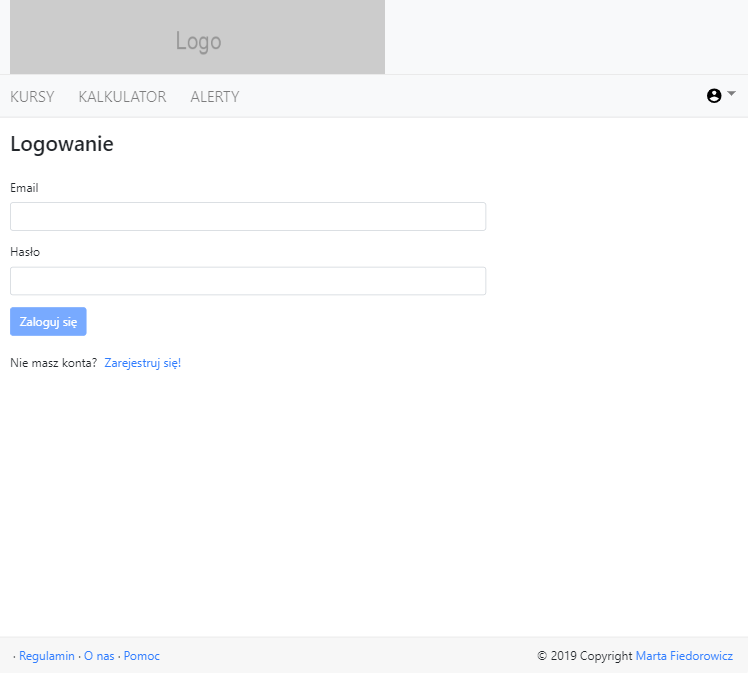 Logo
KURSY KALKULATOR ALERTY
Logowanie
Email
Hasło
Zaloguj się
Nie masz konta? Zarejestruj się!
· Regulamin · O nas · Pomoc © 2019 Copyright Marta Fiedorowicz